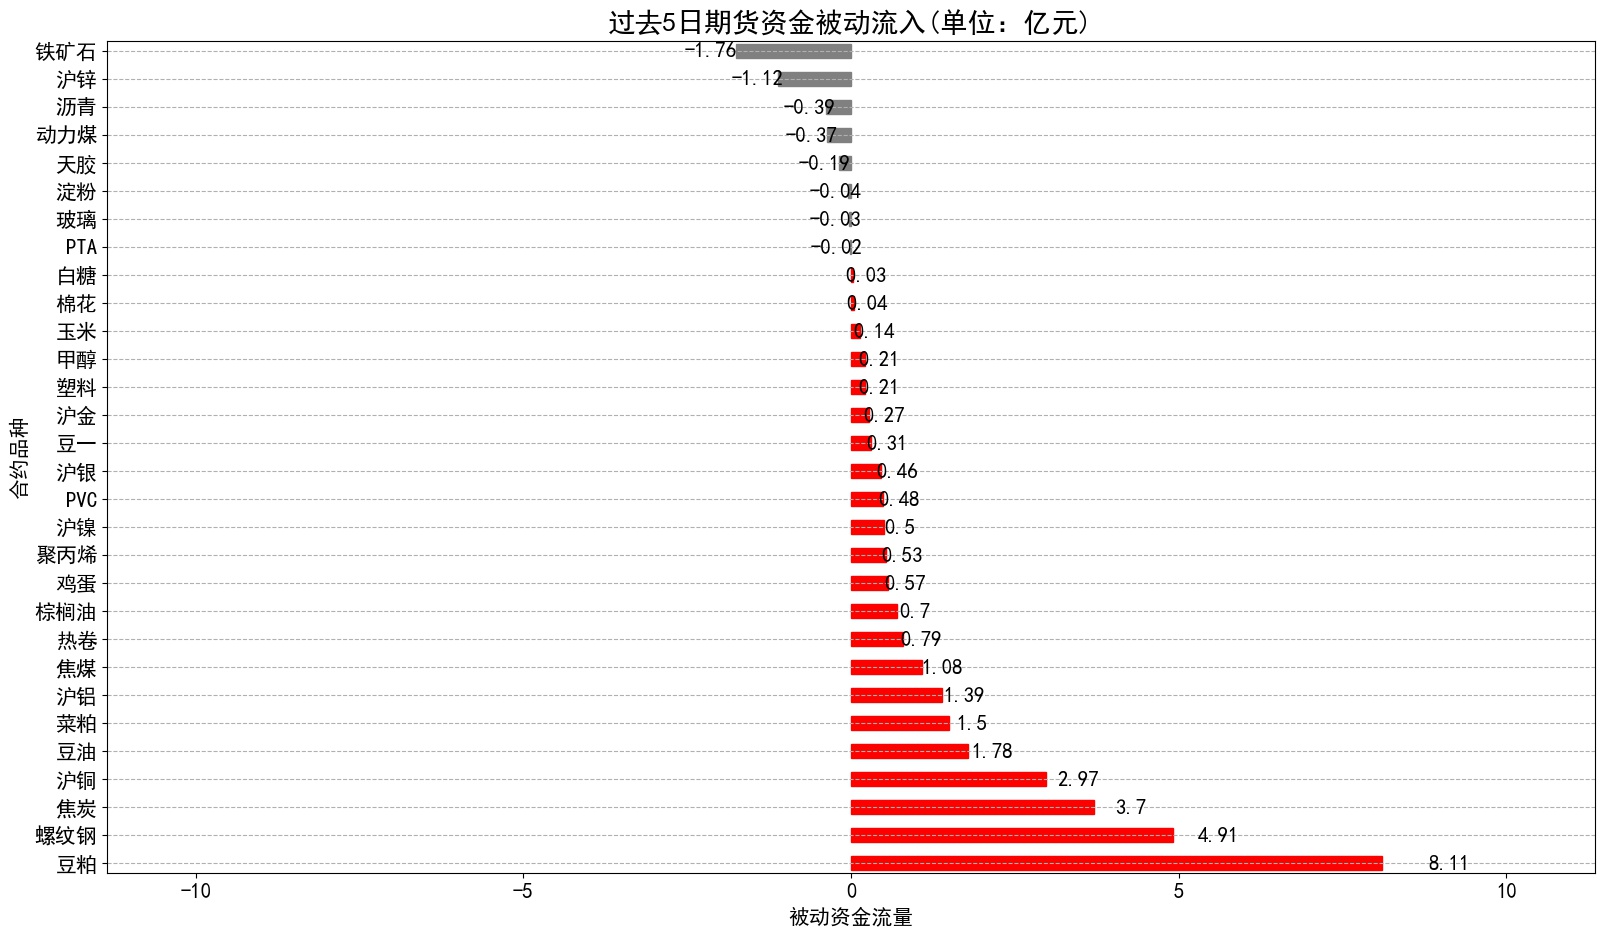 过去5日期货资金被动流入(单位：亿元)
铁矿石 -1.76
沪锌 -1.12
沥青 -0.39
动力煤 -0.37
天胶 -0.19
淀粉 -0.04
玻璃 -0.03
PTA -0.02
白糖 0.03
棉花 0.04
玉米 0.14
甲醇 0.21
塑料 0.21
沪金 0.27
豆一 0.31
沪银 0.46
PVC 0.48
沪镍 0.5
聚丙烯 0.53
鸡蛋 0.57
棕榈油 0.7
热卷 0.79
焦煤 1.08
沪铝 1.39
菜粕 1.5
豆油 1.78
沪铜 2.97
焦炭 3.7
螺纹钢 4.91
豆粕 8.11
合约品种
-10 -5 0 5 10
被动资金流量